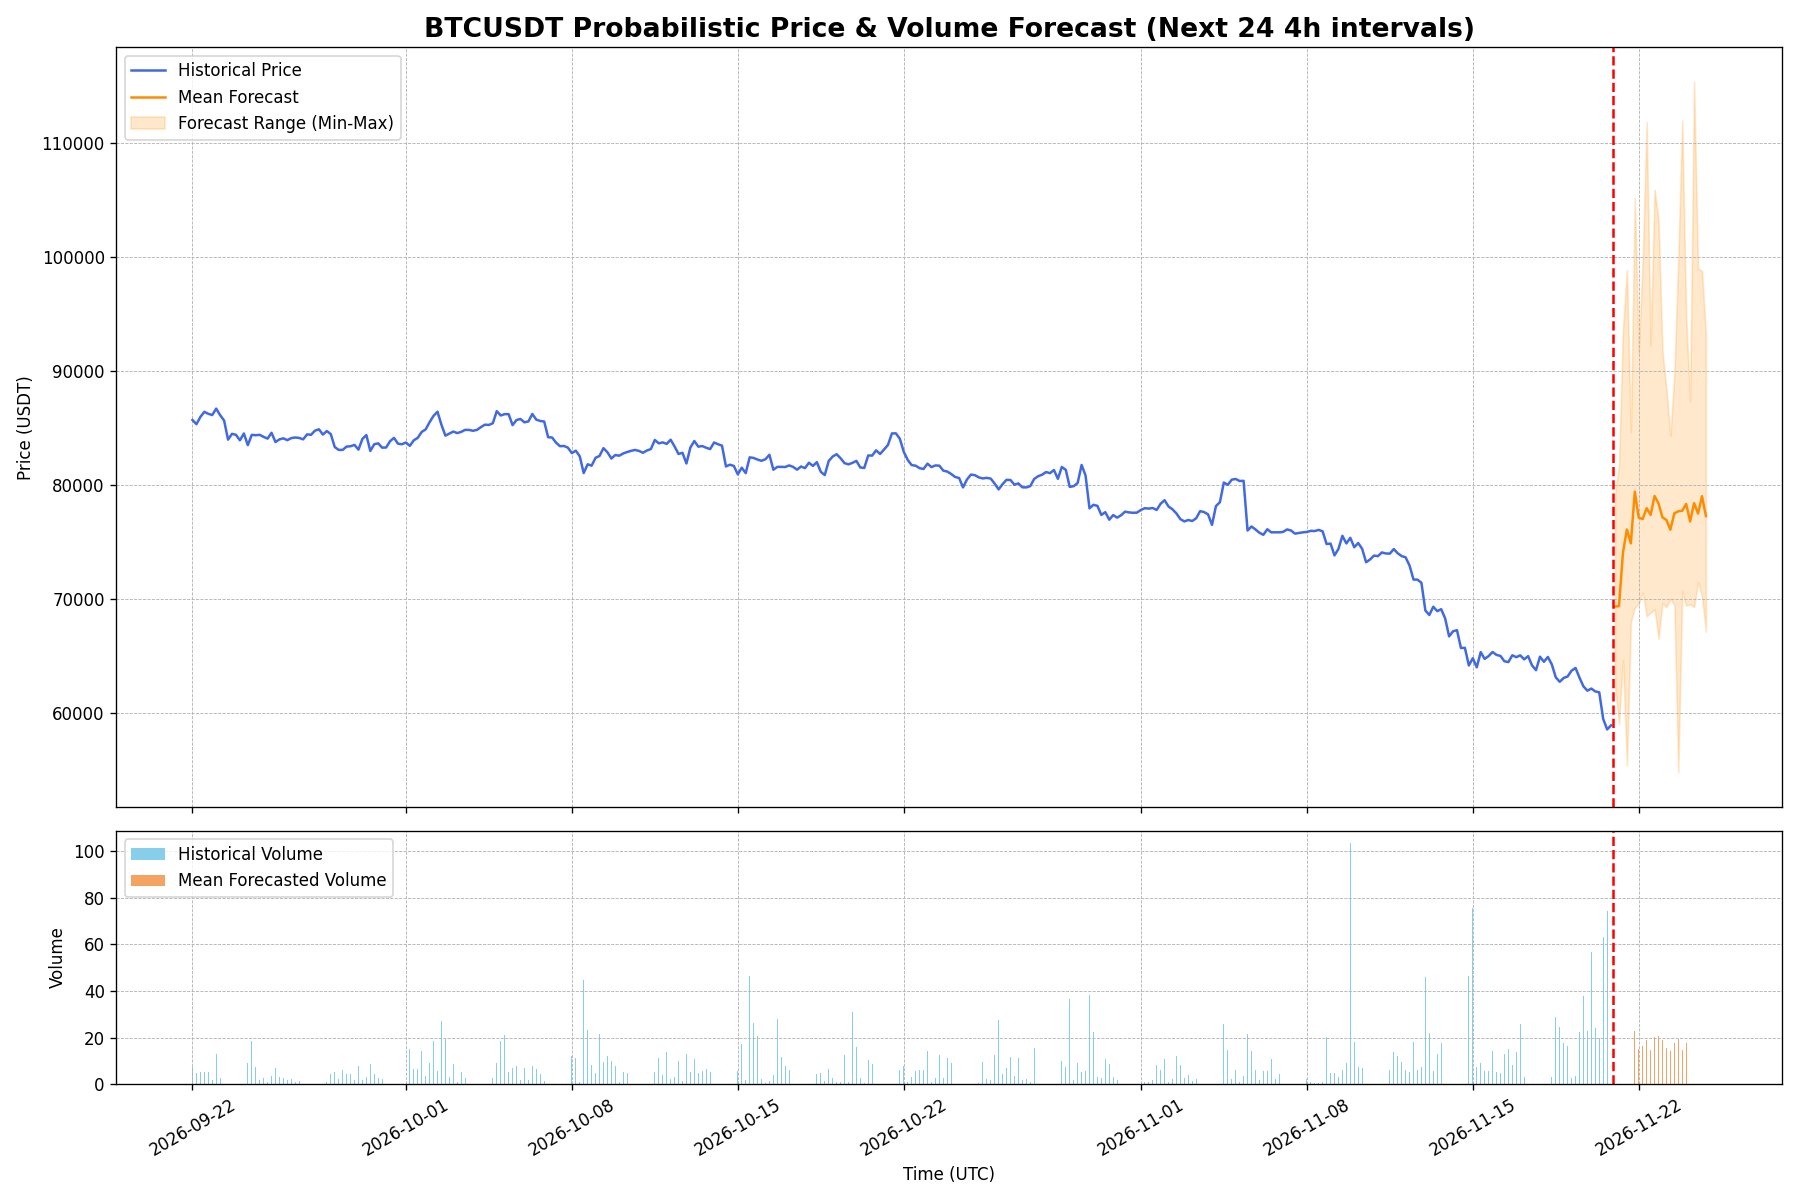 BTCUSDT Probabilistic Price & Volume Forecast (Next 24 4h intervals)
Historical Price
Mean Forecast
Forecast Range (Min-Max)
110000
100000
90000
80000
70000
60000
Price (USDT)
Historical Volume
Mean Forecasted Volume
100
80
60
40
20
0
Volume
2026-09-22
2026-10-01
2026-10-08
2026-10-15
2026-10-22
2026-11-01
2026-11-08
2026-11-15
2026-11-22
Time (UTC)